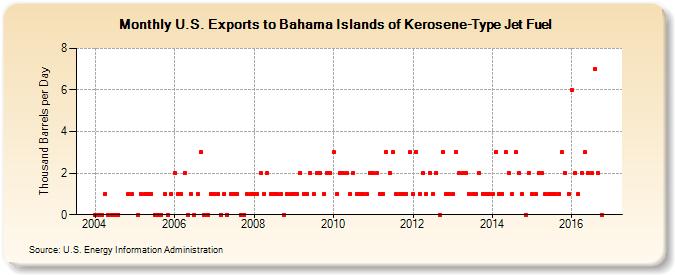 Monthly U.S. Exports to Bahama Islands of Kerosene-Type Jet Fuel
Thousand Barrels per Day
8
6
4
2
0
2004 2006 2008 2010 2012 2014 2016
Source: U.S. Energy Information Administration